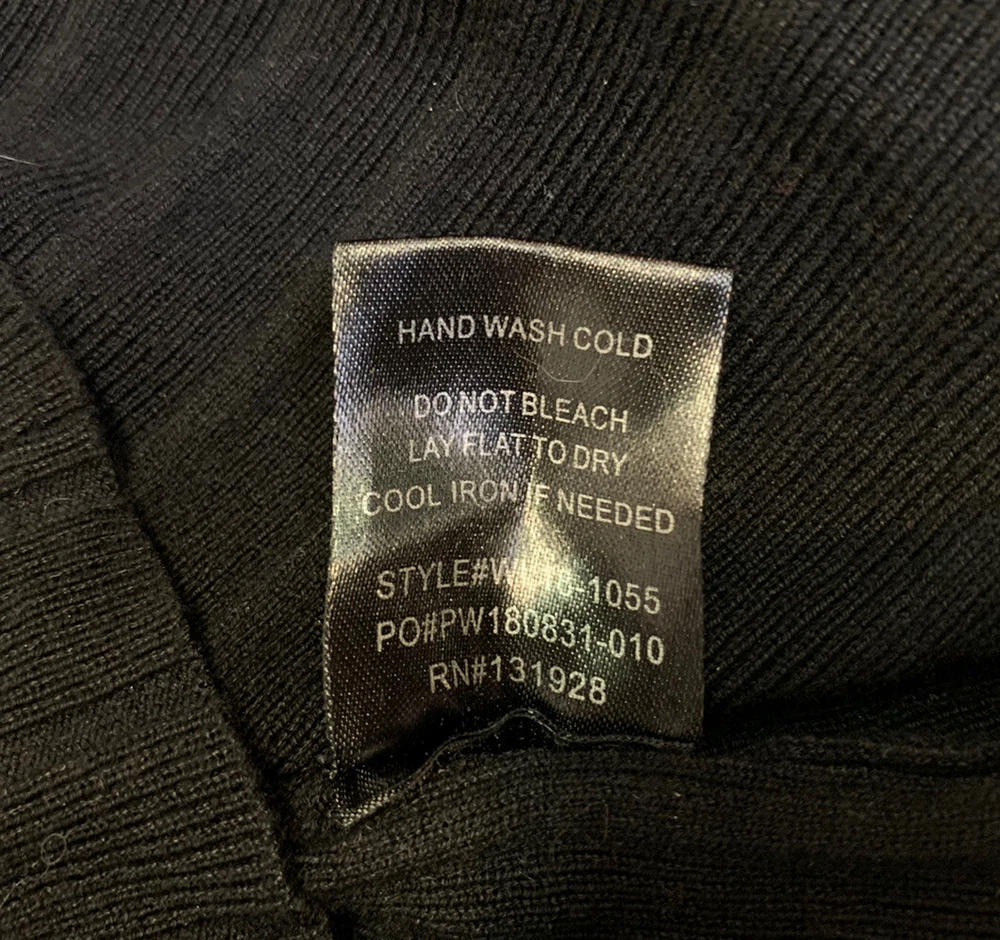 HAND WASH COLD
DO NOT BLEACH
LAY FLAT TO DRY
COOL IRON IF NEEDED
PO#PW180831-010
RN#131928